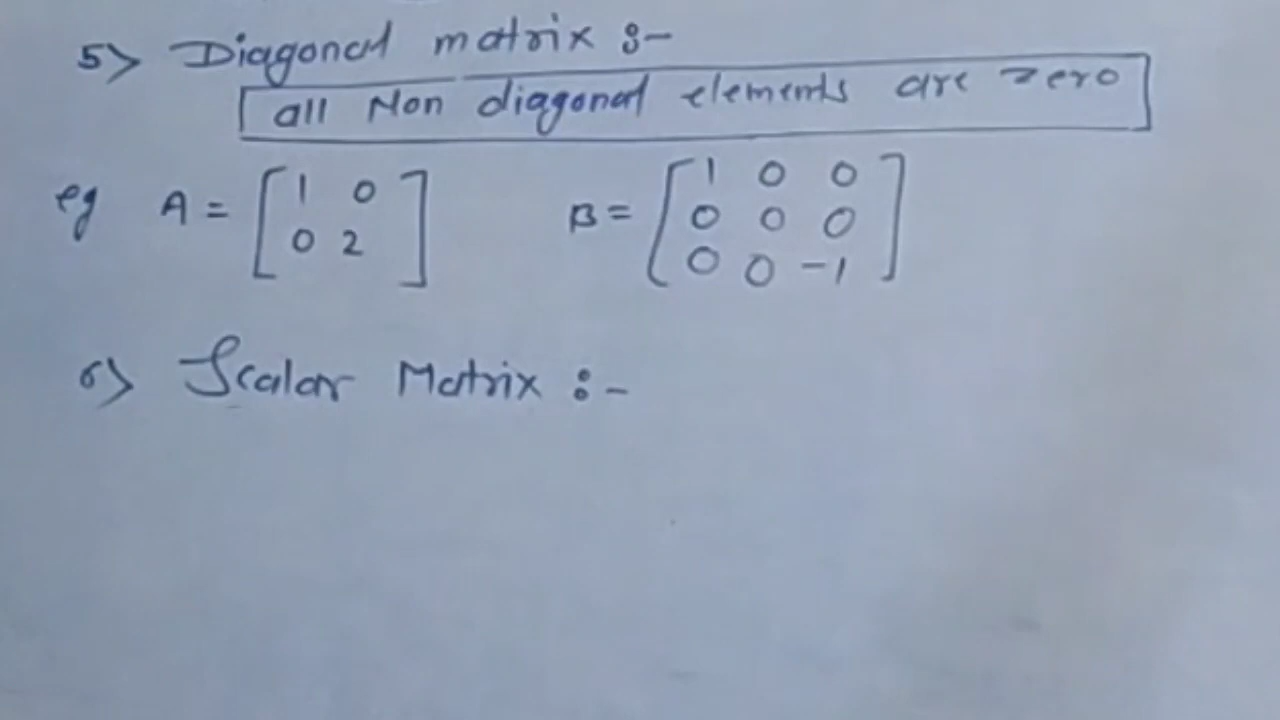 5> Diagonal matrix :-
all Non diagonal elements are zero
eg A = [1 0 B = [1 0 0
0 2] 0 0 0
0 0 -1]
6> Scalar Matrix :-